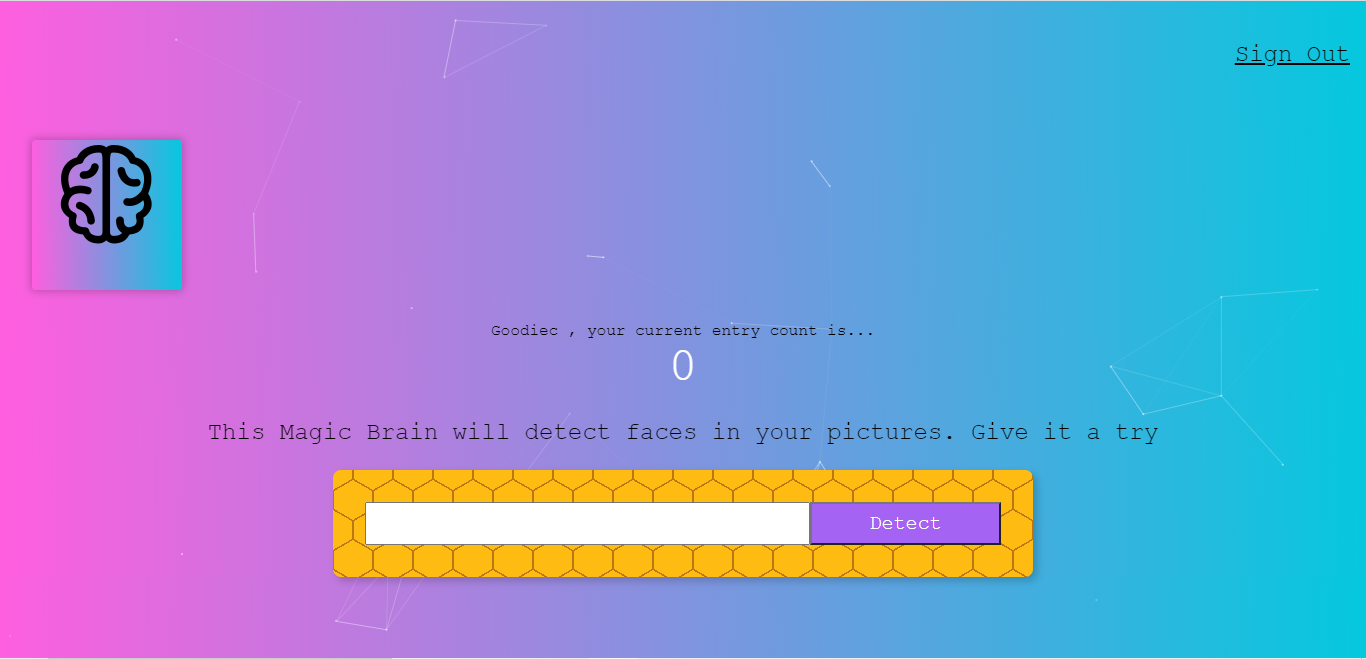 Sign Out
Goodiec , your current entry count is...
0
This Magic Brain will detect faces in your pictures. Give it a try
Detect